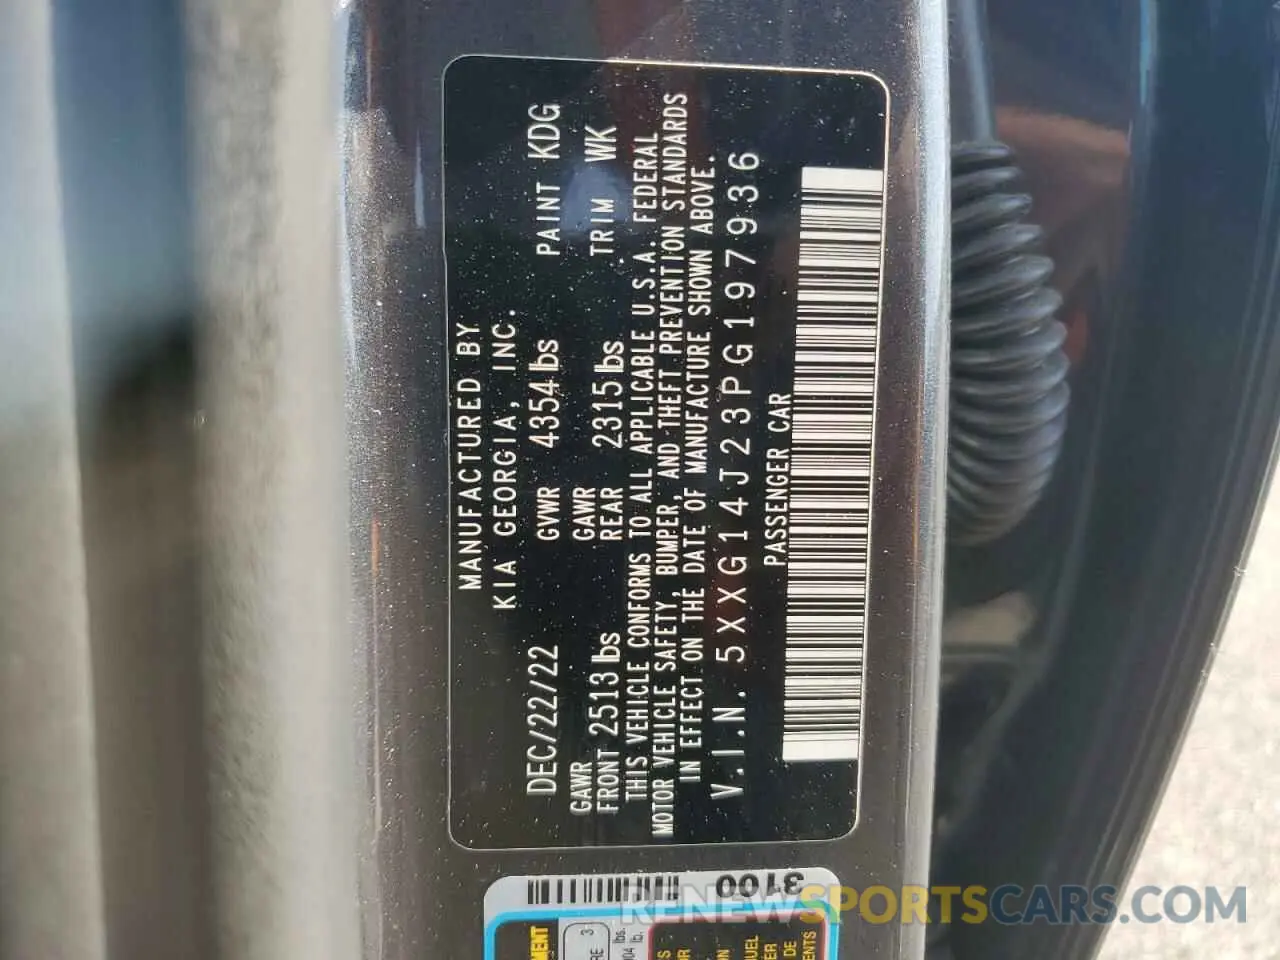 MANUFACTURED BY
KIA GEORGIA, INC.
DEC/22/22 GVWR 4354 lbs PAINT KDG
GAWR GAWR
FRONT 2513 lbs REAR 2315 lbs TRIM WK
THIS VEHICLE CONFORMS TO ALL APPLICABLE U.S.A. FEDERAL
MOTOR VEHICLE SAFETY, BUMPER, AND THEFT PREVENTION STANDARDS
IN EFFECT ON THE DATE OF MANUFACTURE SHOWN ABOVE.
V.I.N. 5XXG14J23PG197936
PASSENGER CAR
3100
RENEWSPORTSCARS.COM